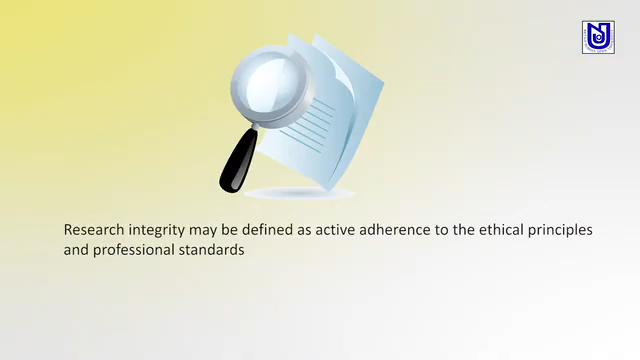 Research integrity may be defined as active adherence to the ethical principles
and professional standards